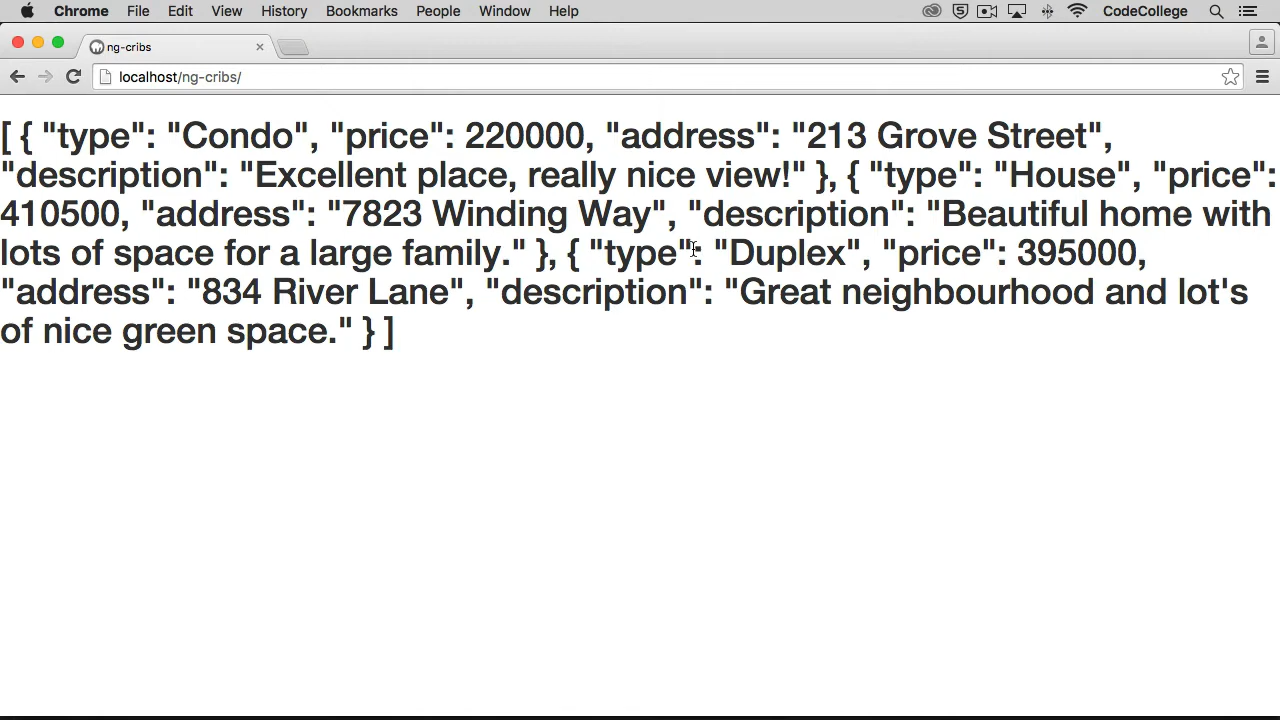 Chrome File Edit View History Bookmarks People Window Help CodeCollege
ng-cribs
localhost/ng-cribs/
[ { "type": "Condo", "price": 220000, "address": "213 Grove Street",
"description": "Excellent place, really nice view!" }, { "type": "House", "price":
410500, "address": "7823 Winding Way", "description": "Beautiful home with
lots of space for a large family." }, { "type": "Duplex", "price": 395000,
"address": "834 River Lane", "description": "Great neighbourhood and lot's
of nice green space." } ]